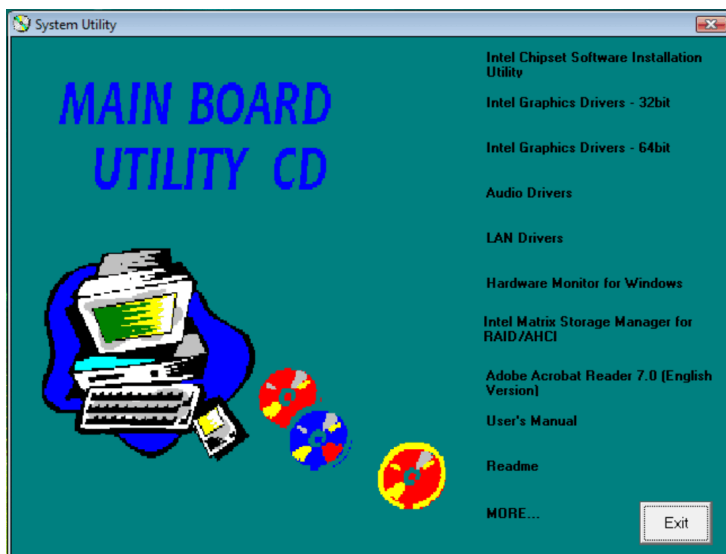 System Utility
MAIN BOARD
UTILITY CD
Intel Chipset Software Installation
Utility
Intel Graphics Drivers - 32bit
Intel Graphics Drivers - 64bit
Audio Drivers
LAN Drivers
Hardware Monitor for Windows
Intel Matrix Storage Manager for
RAID/AHCI
Adobe Acrobat Reader 7.0 (English
Version)
User's Manual
Readme
MORE...
Exit